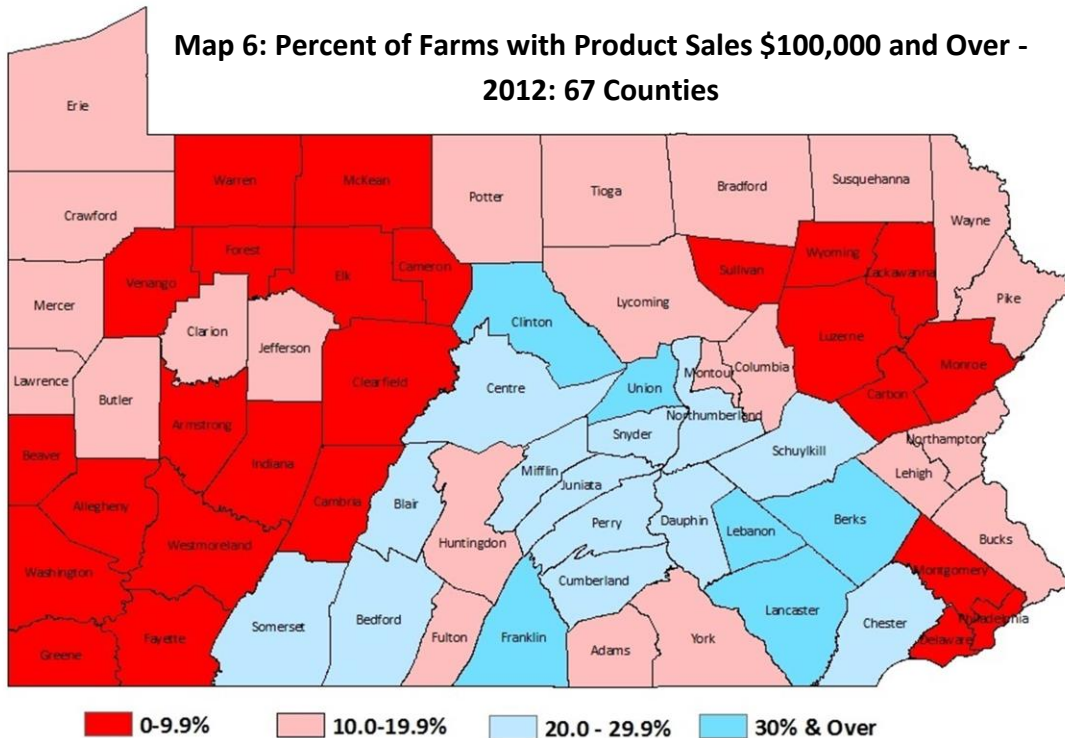 Map 6: Percent of Farms with Product Sales $100,000 and Over -
2012: 67 Counties
Erie
Crawford
Warren
McKean
Potter
Tioga
Bradford
Susquehanna
Wayne
Forest
Venango
Elk
Cameron
Sullivan
Wyoming
Lackawanna
Pike
Mercer
Clarion
Jefferson
Clinton
Lycoming
Luzerne
Monroe
Lawrence
Butler
Clearfield
Centre
Union
Montour
Columbia
Carbon
Northumberland
Armstrong
Snyder
Beaver
Indiana
Mifflin
Schuylkill
Northampton
Lehigh
Juniata
Allegheny
Cambria
Blair
Perry
Dauphin
Lebanon
Berks
Bucks
Westmoreland
Huntingdon
Washington
Cumberland
Montgomery
Somerset
Bedford
Fulton
Franklin
Lancaster
Chester
Philadelphia
Fayette
Greene
Adams
York
Delaware
0-9.9%
10.0-19.9%
20.0 - 29.9%
30% & Over